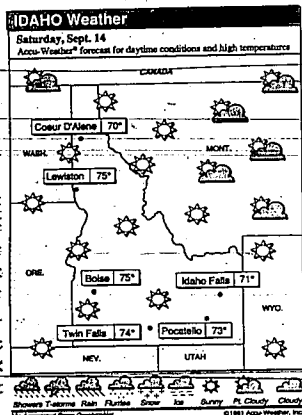 IDAHO Weather
Saturday, Sept. 14
Accu-Weather® forecast for daytime conditions and high temperatures
CANADA
Coeur D'Alene 70°
WASH.
MONT.
Lewiston 75°
ORE.
Boise 75°
Idaho Falls 71°
WYO.
Twin Falls 74°
Pocatello 73°
NEV.
UTAH
Showers T-storms Rain Flurries Snow Ice Sunny Pt. Cloudy Cloudy
©1991 Accu-Weather, Inc.